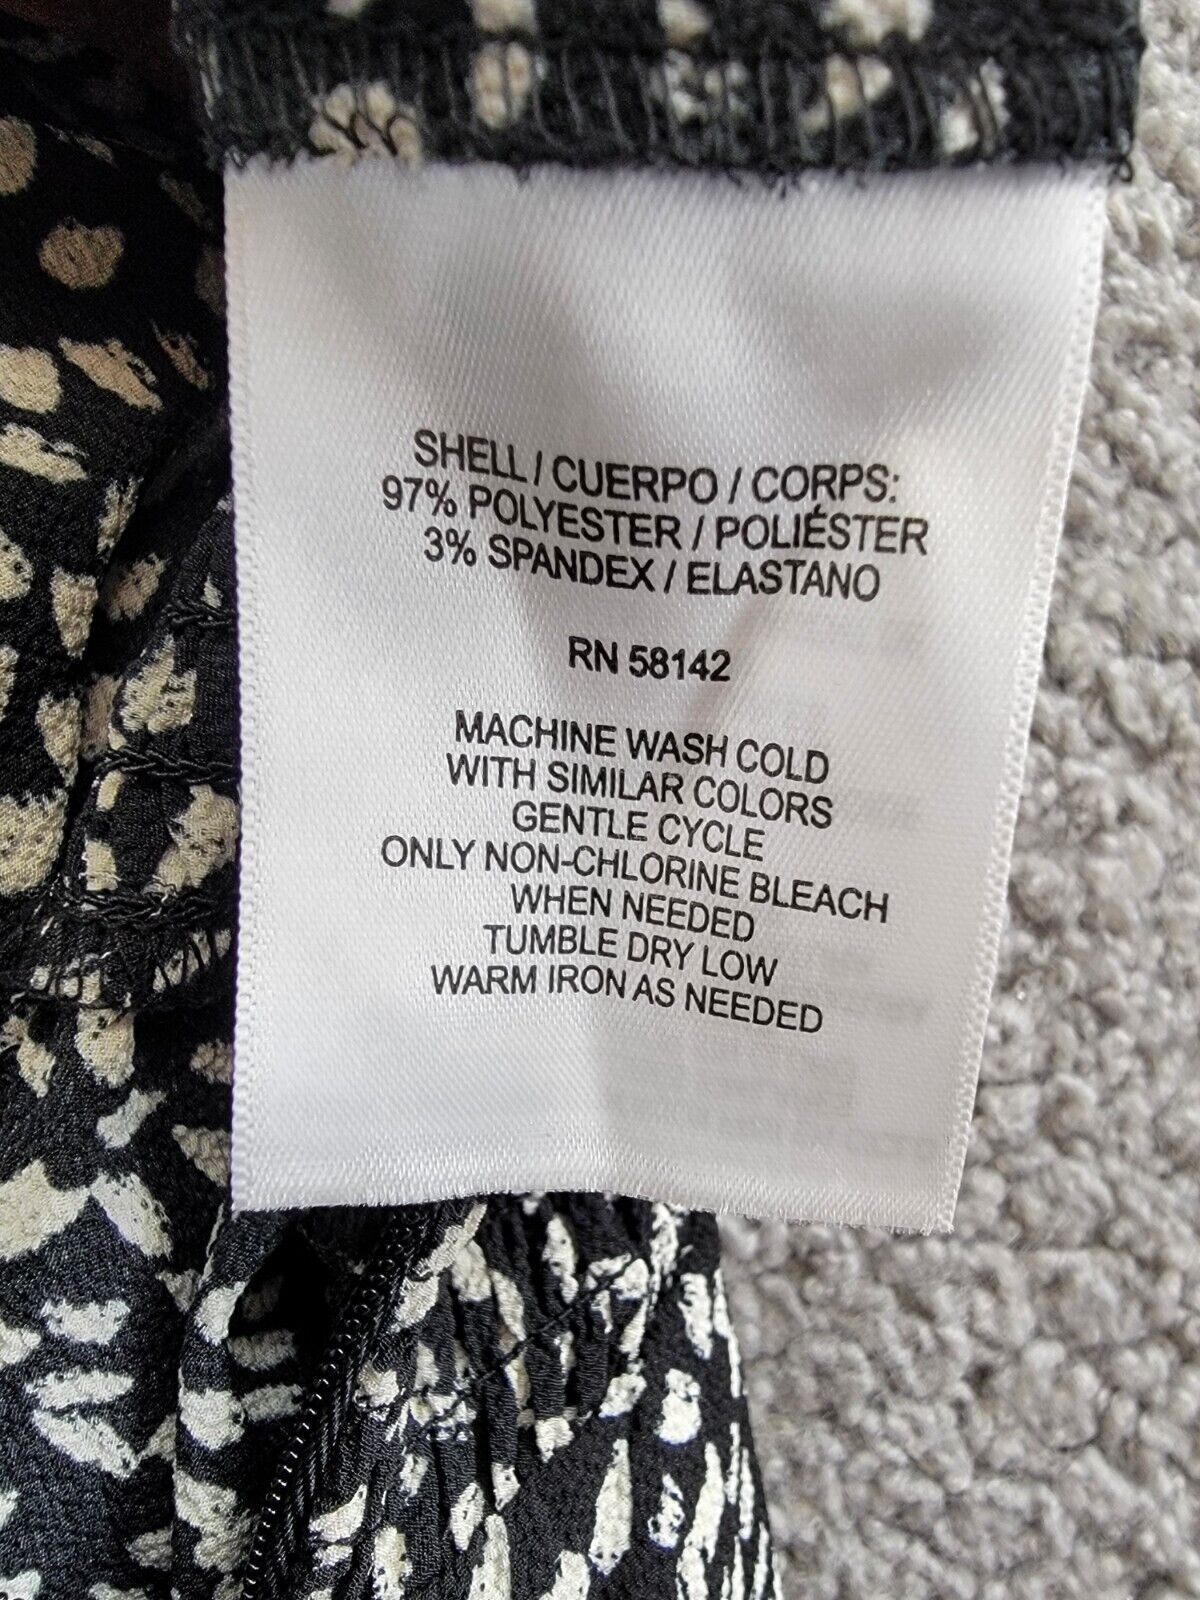 SHELL / CUERPO / CORPS:
97% POLYESTER / POLIÉSTER
3% SPANDEX / ELASTANO
RN 58142
MACHINE WASH COLD
WITH SIMILAR COLORS
GENTLE CYCLE
ONLY NON-CHLORINE BLEACH
WHEN NEEDED
TUMBLE DRY LOW
WARM IRON AS NEEDED